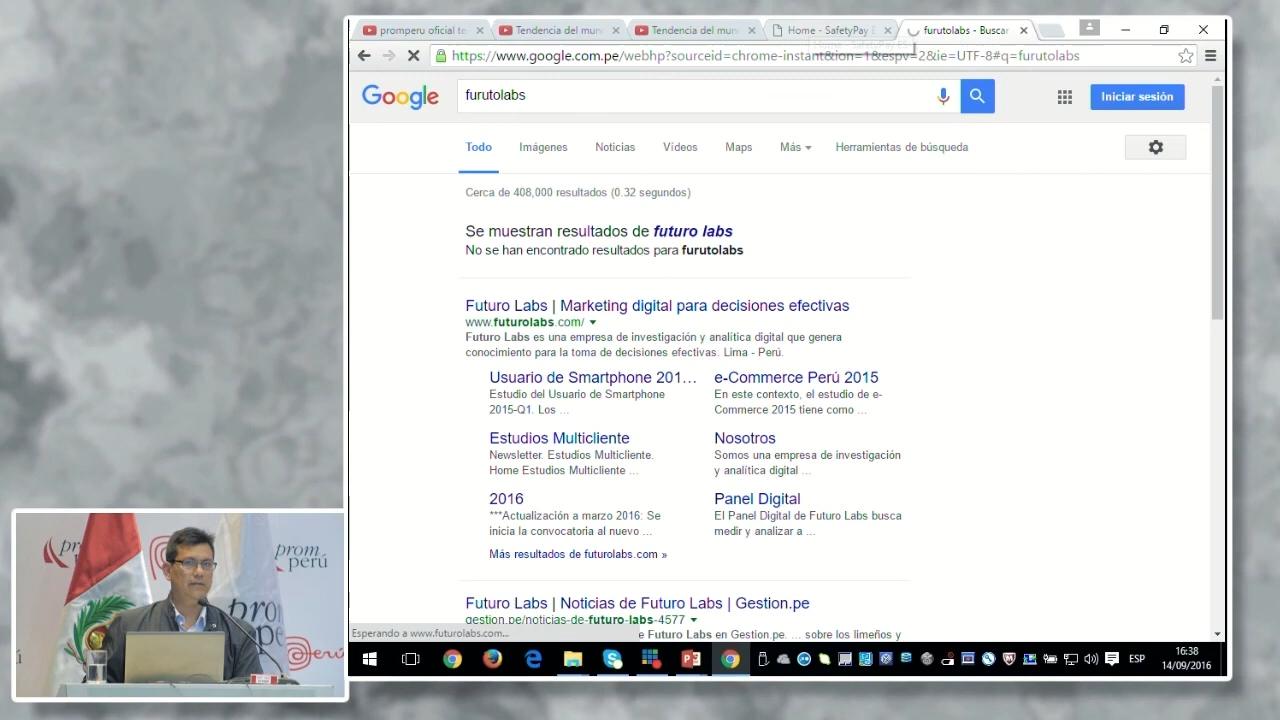 promperu oficial te
Tendencia del mun
Tendencia del mund
Home - SafetyPay E
furutolabs - Buscar
https://www.google.com.pe/webhp?sourceid=chrome-instant&ion=1&espv=2&ie=UTF-8#q=furutolabs
Google
furutolabs
Iniciar sesión
Todo
Imágenes
Noticias
Vídeos
Maps
Más
Herramientas de búsqueda
Cerca de 408,000 resultados (0.32 segundos)
Se muestran resultados de futuro labs
No se han encontrado resultados para furutolabs
Futuro Labs | Marketing digital para decisiones efectivas
www.futurolabs.com/
Futuro Labs es una empresa de investigación y analítica digital que genera
conocimiento para la toma de decisiones efectivas. Lima - Perú.
Usuario de Smartphone 201...
Estudio del Usuario de Smartphone
2015-Q1. Los ...
e-Commerce Perú 2015
En este contexto, el estudio de e-
Commerce 2015 tiene como ...
Estudios Multicliente
Newsletter. Estudios Multicliente.
Home Estudios Multicliente ...
Nosotros
Somos una empresa de investigación
y analítica digital ...
2016
***Actualización a marzo 2016: Se
inicia la convocatoria al nuevo ...
Panel Digital
El Panel Digital de Futuro Labs busca
medir y analizar a ...
Más resultados de futurolabs.com »
Futuro Labs | Noticias de Futuro Labs | Gestion.pe
gestion.pe/noticias-de-futuro-labs-4577
Futuro Labs en Gestion.pe. ... sobre los limeños y
Esperando a www.futurolabs.com...
ESP
16:38
14/09/2016
prom
perú
prom
perú
Perú